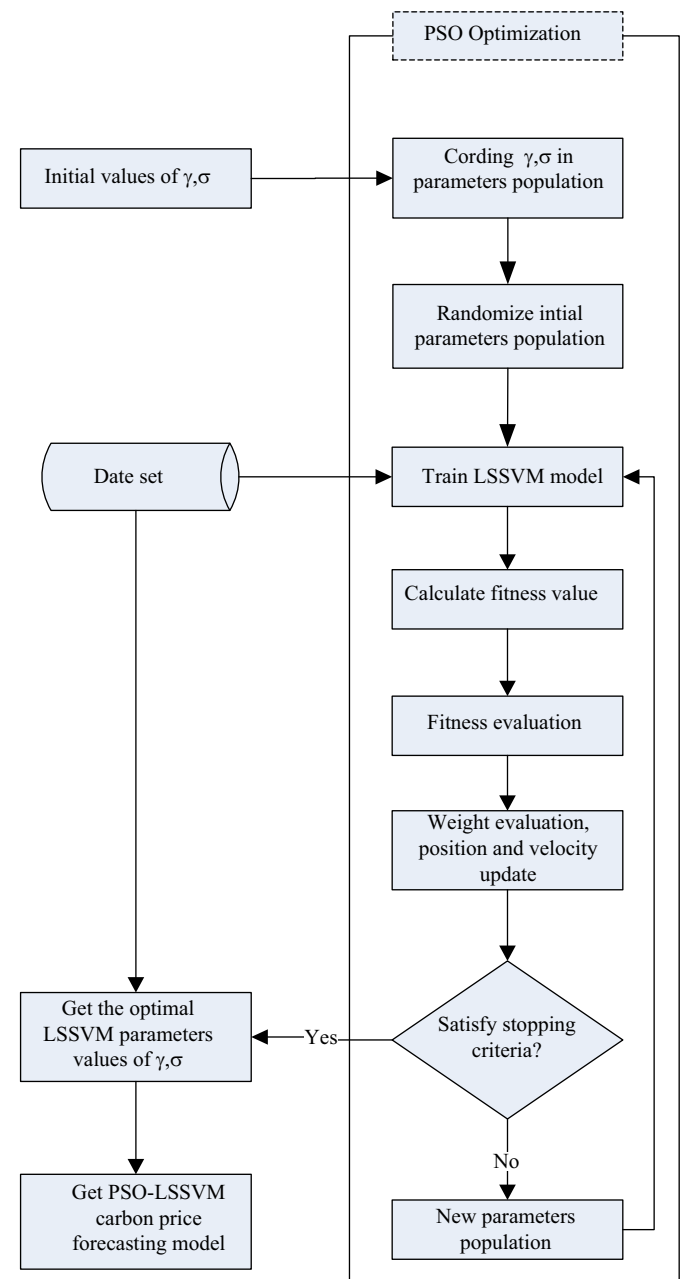 PSO Optimization
Initial values of γ,σ
Cording γ,σ in
parameters population
Randomize intial
parameters population
Date set
Train LSSVM model
Calculate fitness value
Fitness evaluation
Weight evaluation,
position and velocity
update
Get the optimal
LSSVM parameters
values of γ,σ
Yes
Satisfy stopping
criteria?
No
Get PSO-LSSVM
carbon price
forecasting model
New parameters
population